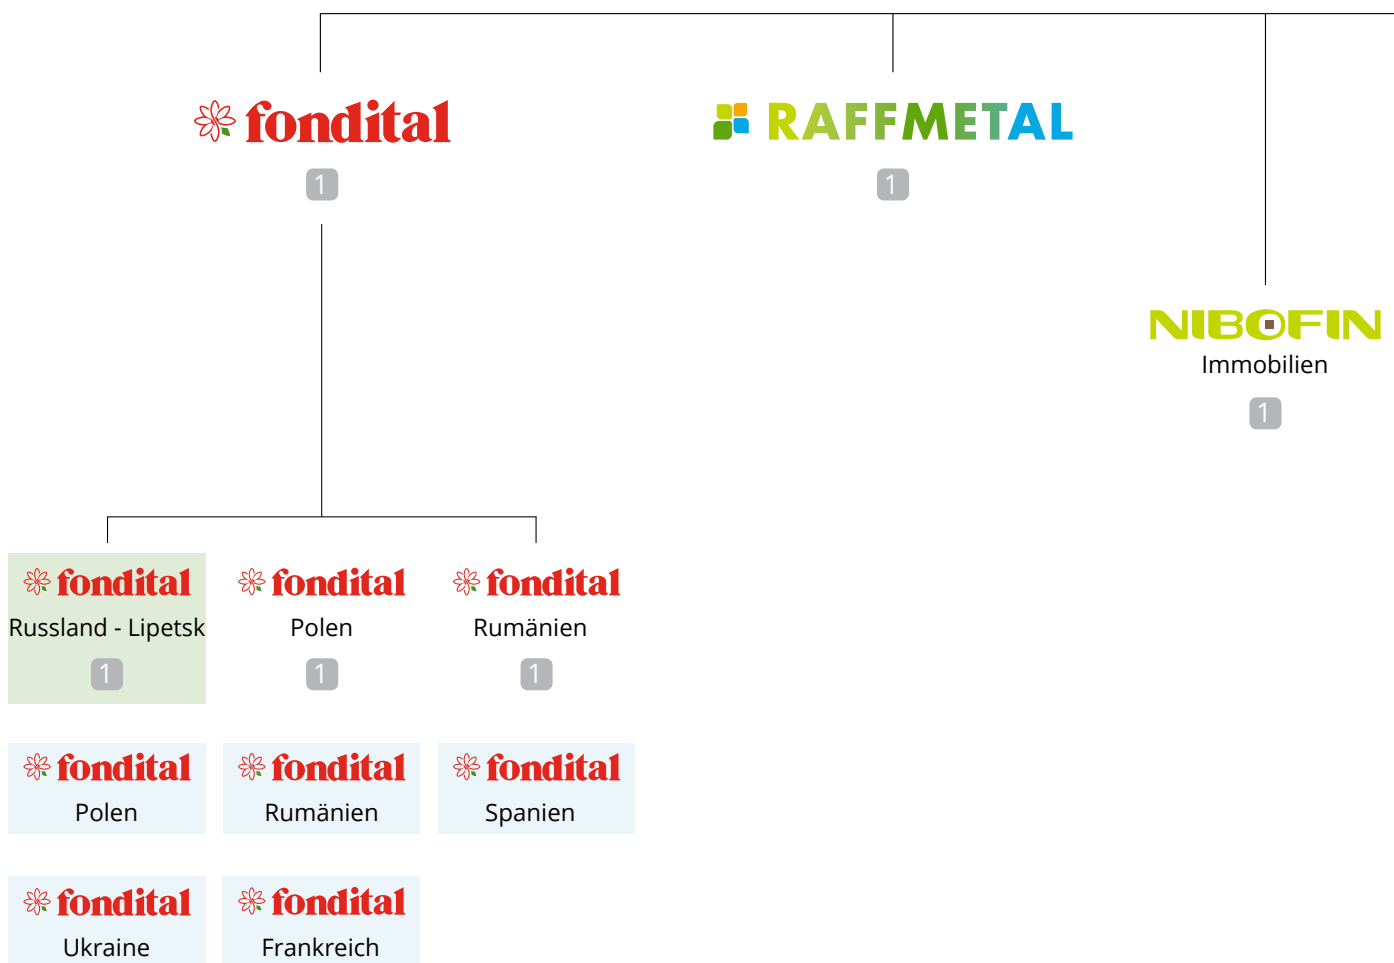 fondital
RAFFMETAL
1
1
NIBOFIN
Immobilien
1
fondital
fondital
fondital
Russland - Lipetsk
Polen
Rumänien
1
1
1
fondital
fondital
fondital
Polen
Rumänien
Spanien
fondital
fondital
Ukraine
Frankreich